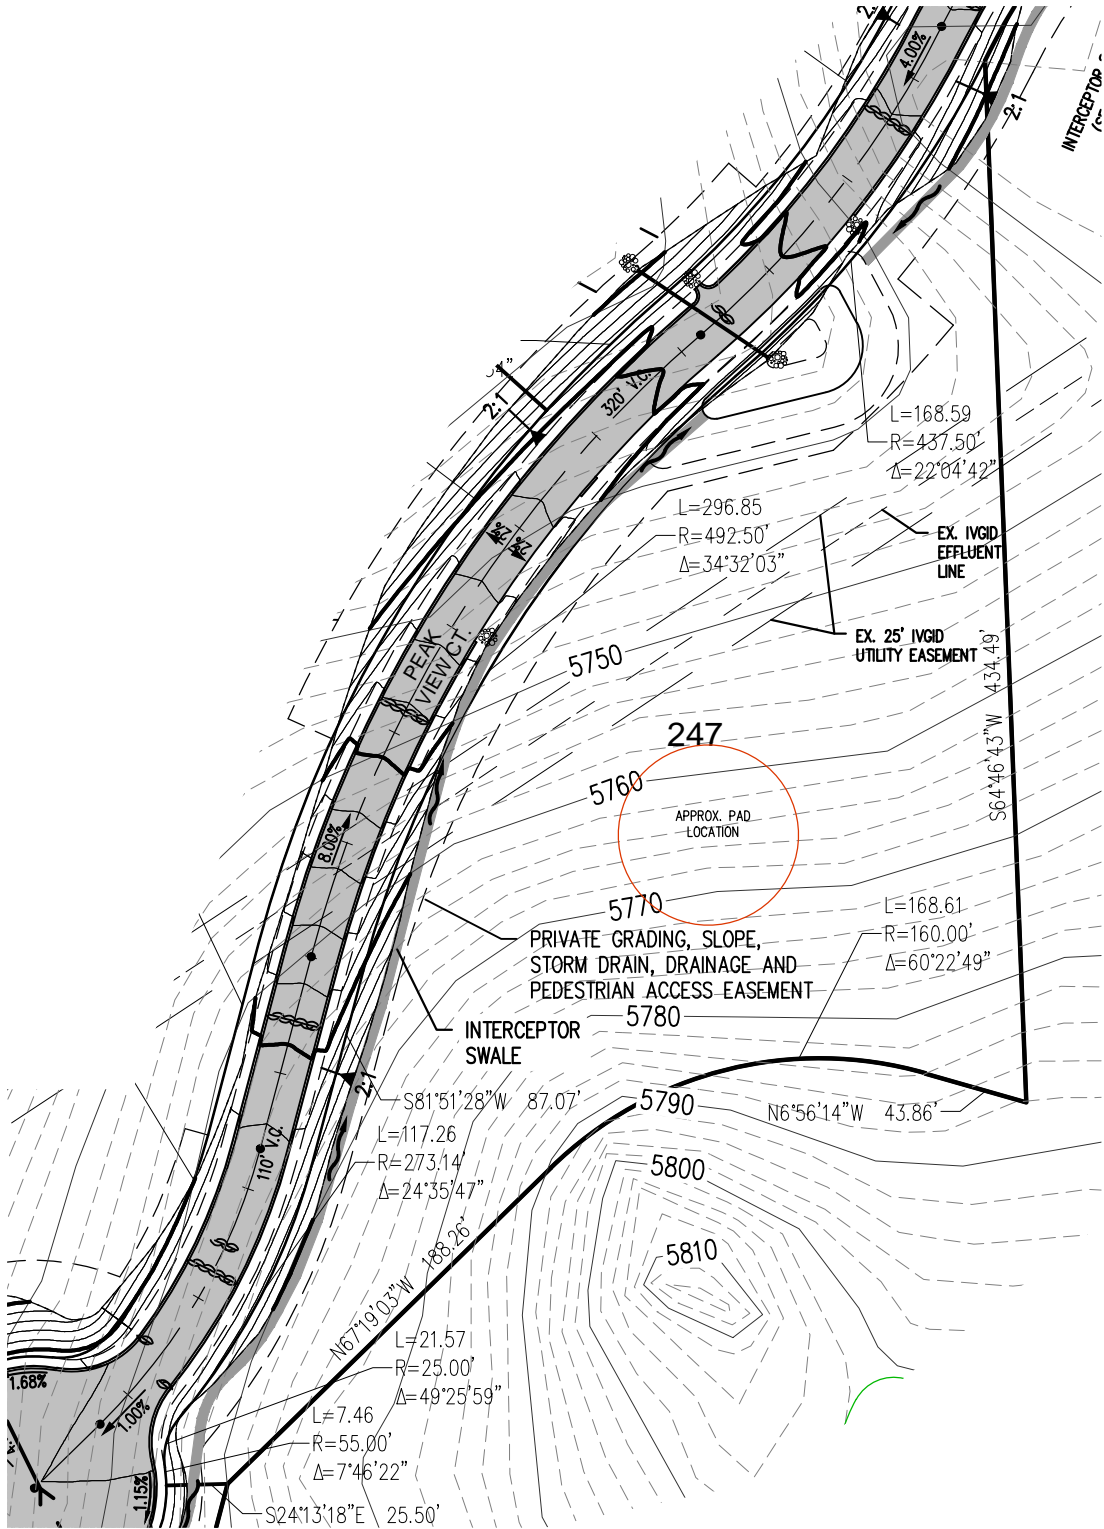 4.00%
2:1
INTERCEPTOR
2:1
320' V.C.
L=168.59
R=437.50'
Δ=22°04'42"
L=296.85
R=492.50'
Δ=34°32'03"
EX. IVGID
EFFLUENT
LINE
2%
2%
EX. 25' IVGID
UTILITY EASEMENT
PEAK
VIEW CT.
5750
S64°46'43"W 434.49'
247
5760
APPROX. PAD
LOCATION
8.00%
5770
L=168.61
R=160.00'
Δ=60°22'49"
PRIVATE GRADING, SLOPE,
STORM DRAIN, DRAINAGE AND
PEDESTRIAN ACCESS EASEMENT
5780
INTERCEPTOR
SWALE
2:1
S81°51'28"W 87.07'
5790
N6°56'14"W 43.86'
L=117.26
R=273.14'
Δ=24°35'47"
110' V.C.
5800
5810
N67°19'03"W 188.26'
L=21.57
R=25.00'
Δ=49°25'59"
1.68%
1.00%
L=7.46
R=55.00'
Δ=7°46'22"
1.15%
S24°13'18"E 25.50'